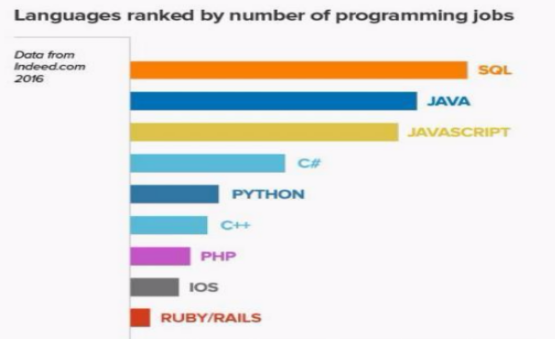 Languages ranked by number of programming jobs
Data from
Indeed.com
2016
SQL
JAVA
JAVASCRIPT
C#
PYTHON
C++
PHP
IOS
RUBY/RAILS